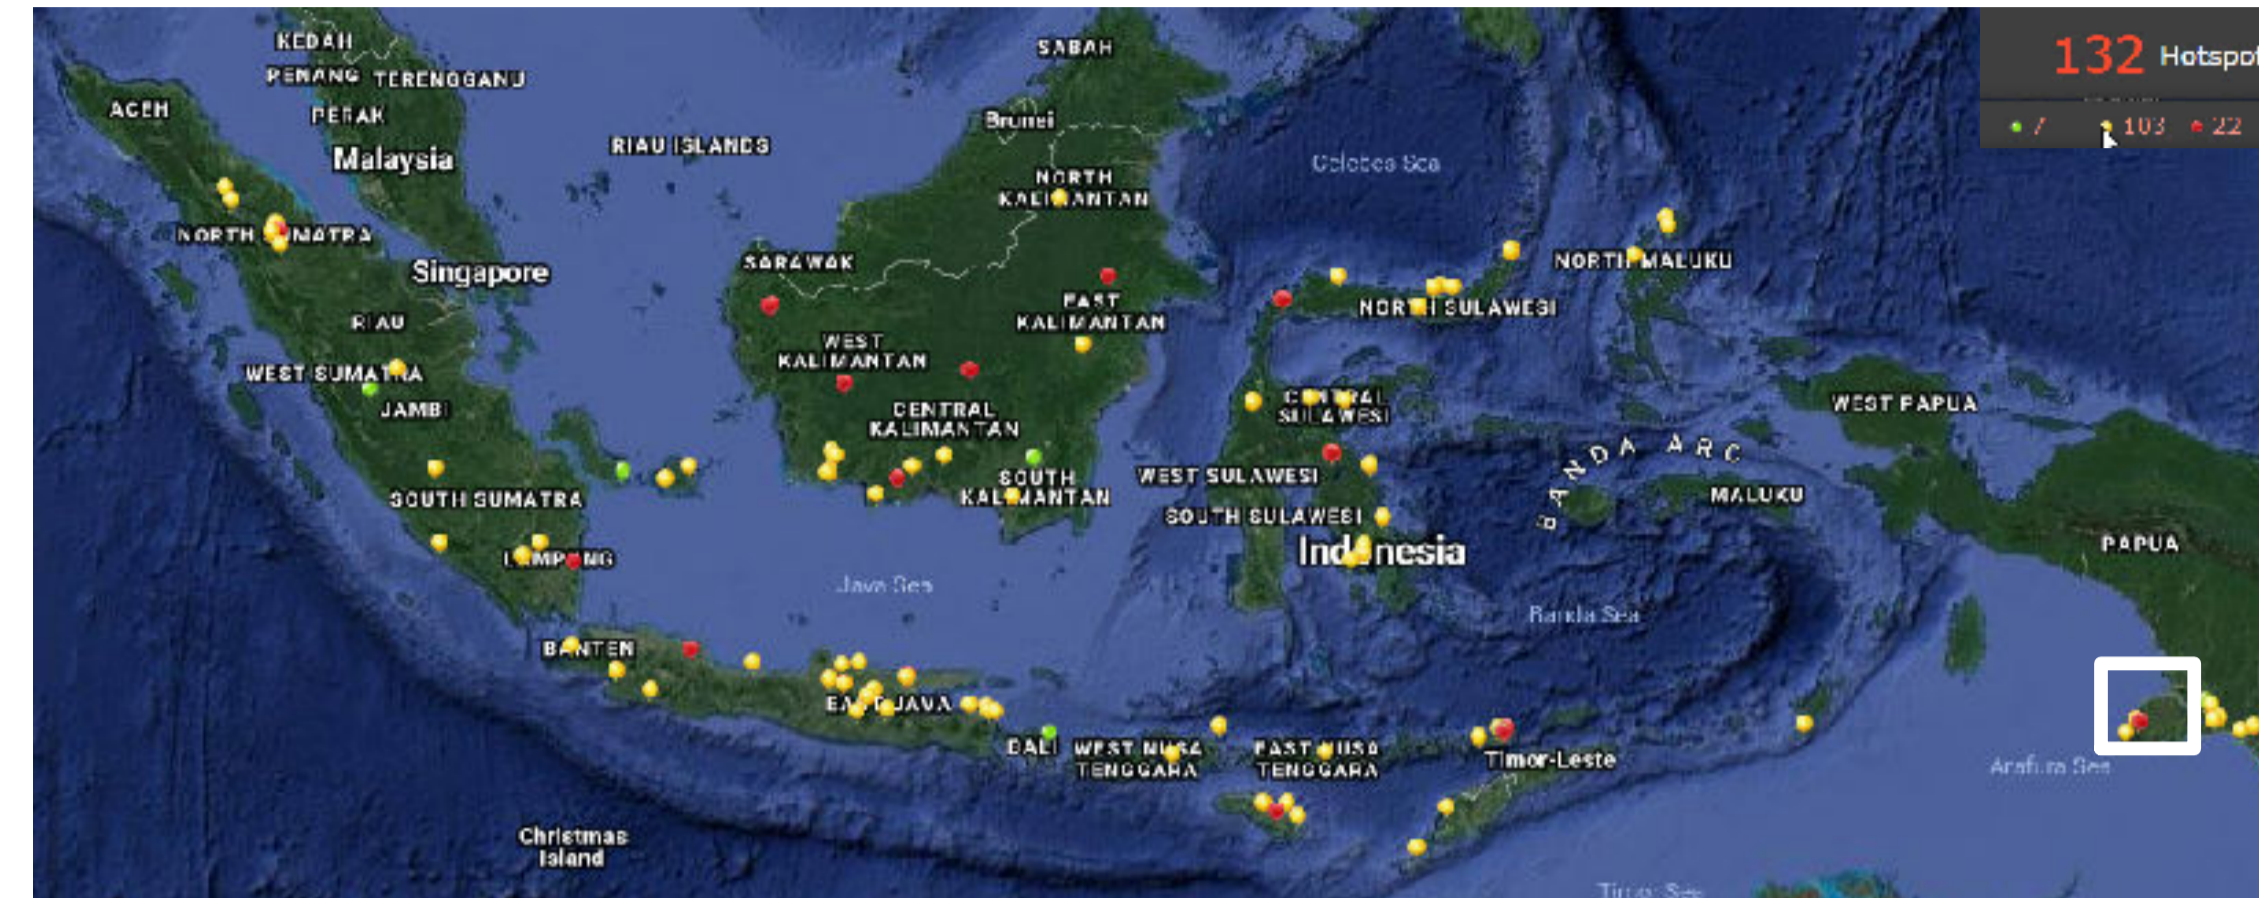 KEDAH
PENANG TERENGGANU
PERAK
Malaysia
ACEH
RIAU ISLANDS
SABAH
Brunei
NORTH
KALIMANTAN
Celebes Sea
132 Hotspot
7 103 22
NORTH SUMATRA
Singapore
SARAWAK
EAST
KALIMANTAN
NORTH MALUKU
NORTH SULAWESI
RIAU
WEST
KALIMANTAN
WEST SUMATRA
JAMBI
CENTRAL
KALIMANTAN
CENTRAL
SULAWESI
WEST PAPUA
BANDA ARC
SOUTH SUMATRA
SOUTH
KALIMANTAN
WEST SULAWESI
MALUKU
SOUTH SULAWESI
Indonesia
PAPUA
LAMPUNG
Java Sea
Banda Sea
BANTEN
EAST JAVA
BALI
WEST NUSA
TENGGARA
EAST NUSA
TENGGARA
Timor-Leste
Arafura Sea
Christmas
Island
Timor Sea